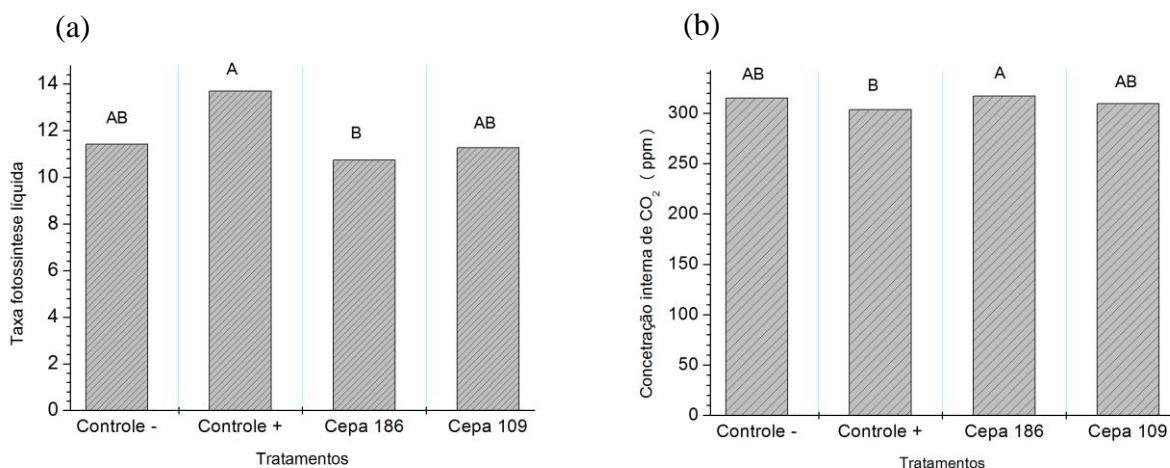 (a)
A
AB
B
AB
Taxa fotossintese líquida
14
12
10
8
6
4
2
0
Controle -
Controle +
Cepa 186
Cepa 109
Tratamentos
(b)
AB
B
A
AB
Concetração interna de CO₂ ( ppm )
300
250
200
150
100
50
0
Controle -
Controle +
Cepa 186
Cepa 109
Tratamentos